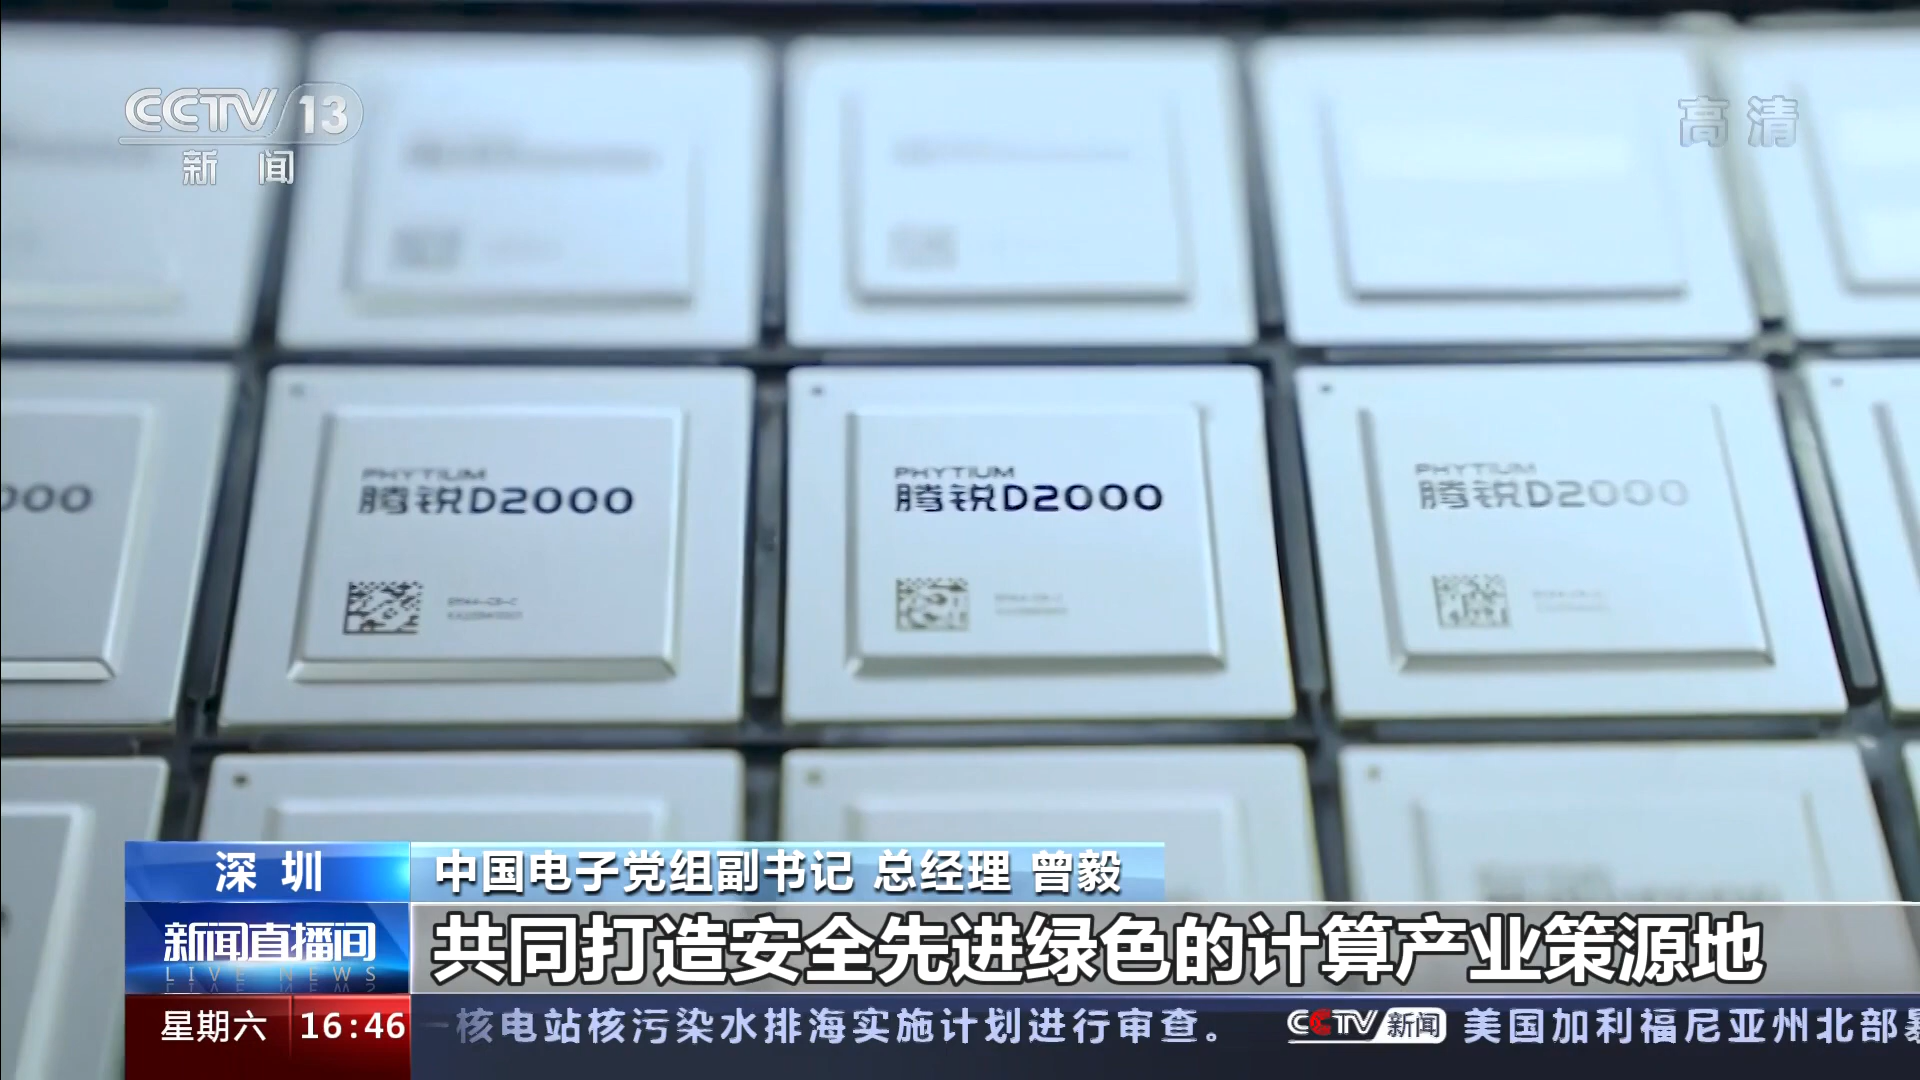 CCTV 13
新闻
高清
000
PHYTIUM
腾锐D2000
PHYTIUM
腾锐D2000
PHYTIUM
腾锐D2000
深圳
中国电子党组副书记 总经理 曾毅
新闻直播间
LIVE NEWS
共同打造安全先进绿色的计算产业策源地
星期六 16:46
核电站核污染水排海实施计划进行审查。 CCTV新闻 美国加利福尼亚州北部暴